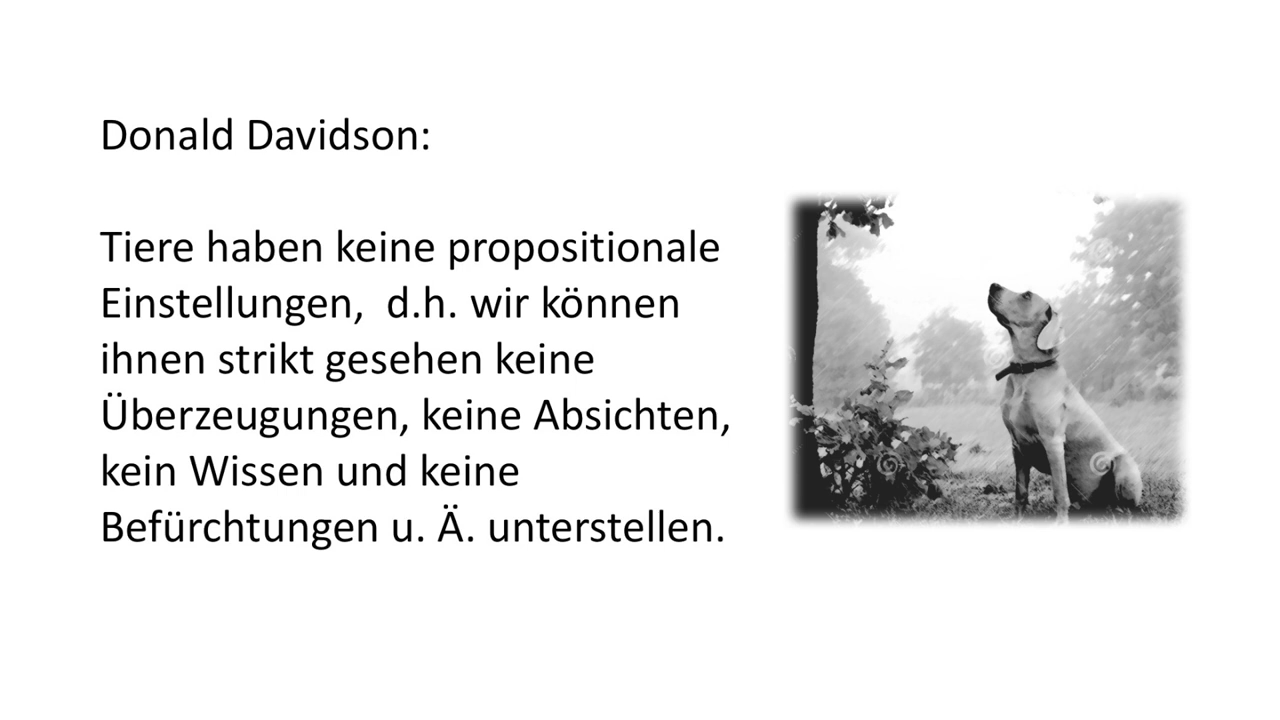 Donald Davidson:
Tiere haben keine propositionale
Einstellungen,  d.h. wir können
ihnen strikt gesehen keine
Überzeugungen, keine Absichten,
kein Wissen und keine
Befürchtungen u. Ä. unterstellen.